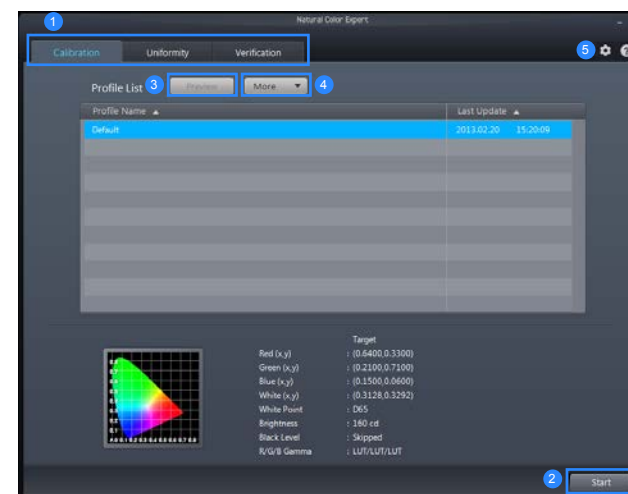 Natural Color Expert
1
Calibration Uniformity Verification 5
Profile List 3 Preview More 4
Profile Name Last Update
Default 2013.02.20 15:20:09
Target
Red (x,y) : (0.6400,0.3300)
Green (x,y) : (0.2100,0.7100)
Blue (x,y) : (0.1500,0.0600)
White (x,y) : (0.3128,0.3292)
White Point : D65
Brightness : 160 cd
Black Level : Skipped
R/G/B Gamma : LUT/LUT/LUT
2 Start